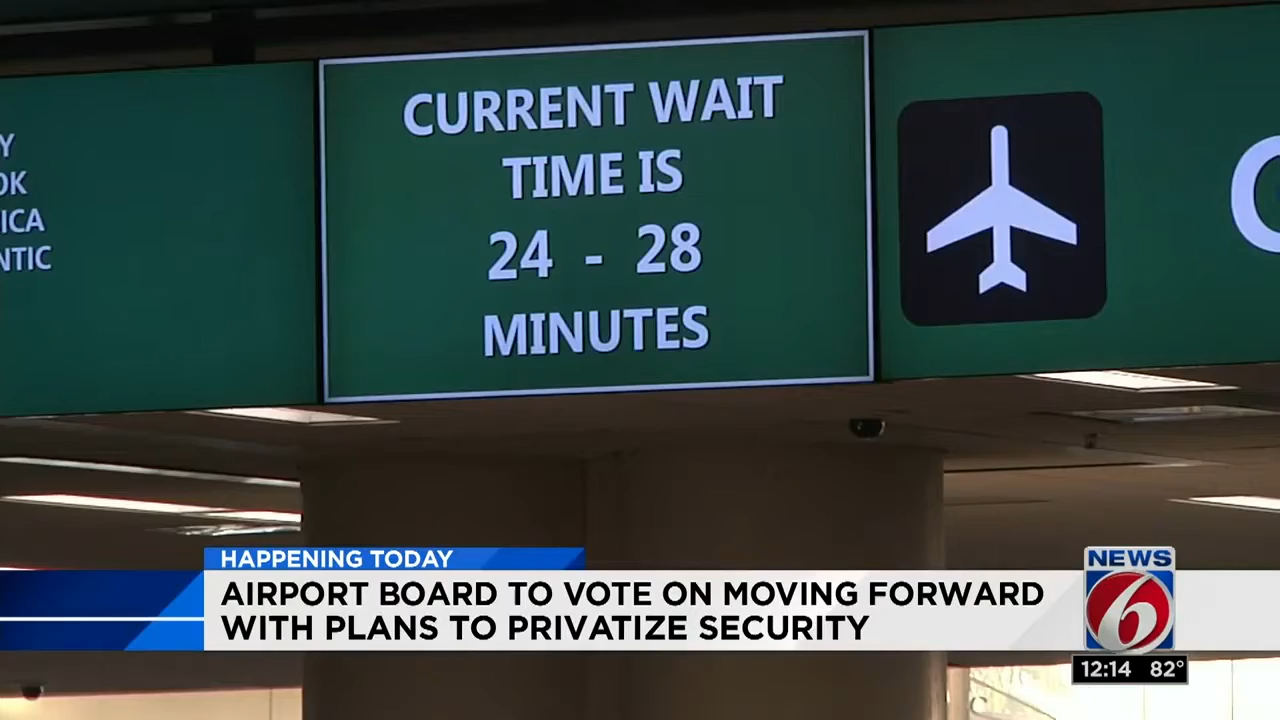 CURRENT WAIT
TIME IS
24 - 28
MINUTES
HAPPENING TODAY
AIRPORT BOARD TO VOTE ON MOVING FORWARD
WITH PLANS TO PRIVATIZE SECURITY
NEWS
6
12:14 82°